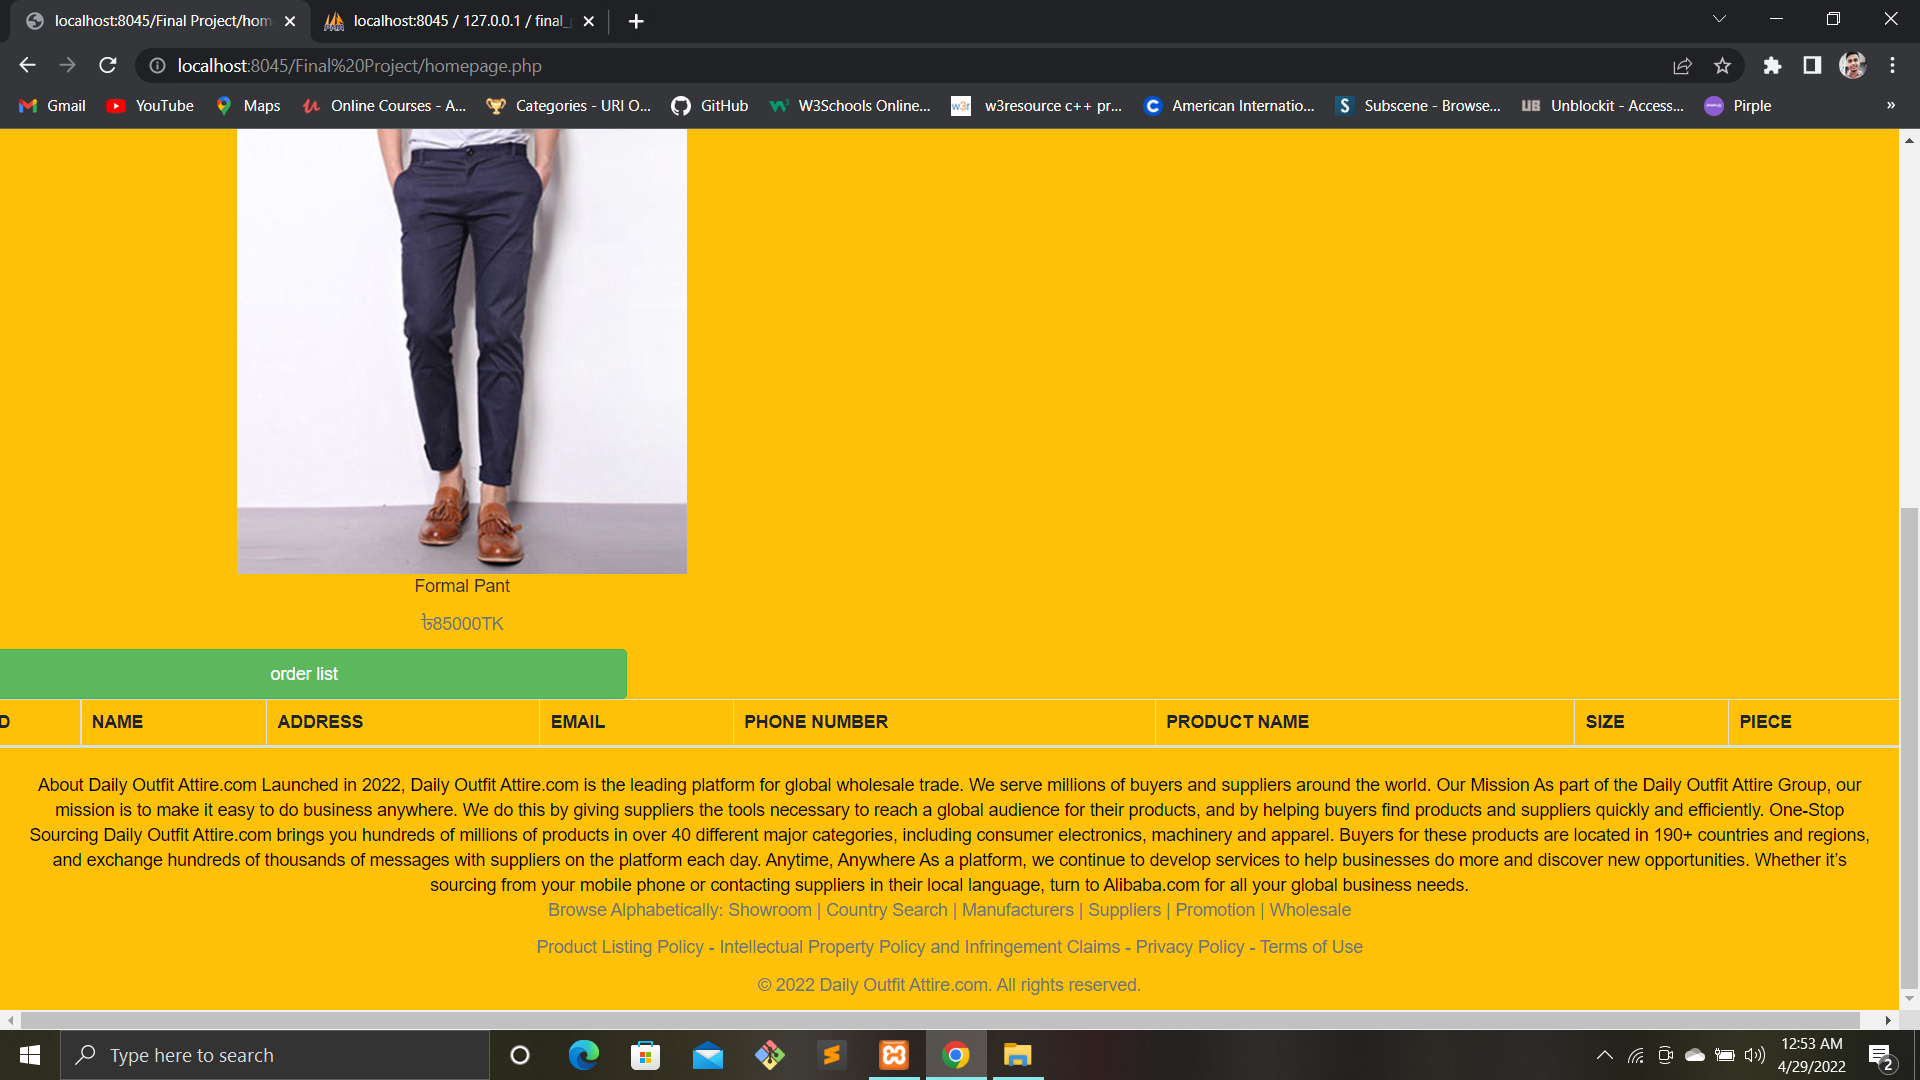 localhost:8045/Final Project/hom
localhost:8045 / 127.0.0.1 / final_
localhost:8045/Final%20Project/homepage.php
Gmail YouTube Maps Online Courses - A... Categories - URI O... GitHub W3Schools Online... w3resource c++ pr... American Internatio... Subscene - Browse... Unblockit - Access... Pirple »
Formal Pant
৳85000TK
order list
D NAME ADDRESS EMAIL PHONE NUMBER PRODUCT NAME SIZE PIECE
About Daily Outfit Attire.com Launched in 2022, Daily Outfit Attire.com is the leading platform for global wholesale trade. We serve millions of buyers and suppliers around the world. Our Mission As part of the Daily Outfit Attire Group, our
mission is to make it easy to do business anywhere. We do this by giving suppliers the tools necessary to reach a global audience for their products, and by helping buyers find products and suppliers quickly and efficiently. One-Stop
Sourcing Daily Outfit Attire.com brings you hundreds of millions of products in over 40 different major categories, including consumer electronics, machinery and apparel. Buyers for these products are located in 190+ countries and regions,
and exchange hundreds of thousands of messages with suppliers on the platform each day. Anytime, Anywhere As a platform, we continue to develop services to help businesses do more and discover new opportunities. Whether it’s
sourcing from your mobile phone or contacting suppliers in their local language, turn to Alibaba.com for all your global business needs.
Browse Alphabetically: Showroom | Country Search | Manufacturers | Suppliers | Promotion | Wholesale
Product Listing Policy - Intellectual Property Policy and Infringement Claims - Privacy Policy - Terms of Use
© 2022 Daily Outfit Attire.com. All rights reserved.
Type here to search
12:53 AM
4/29/2022
2